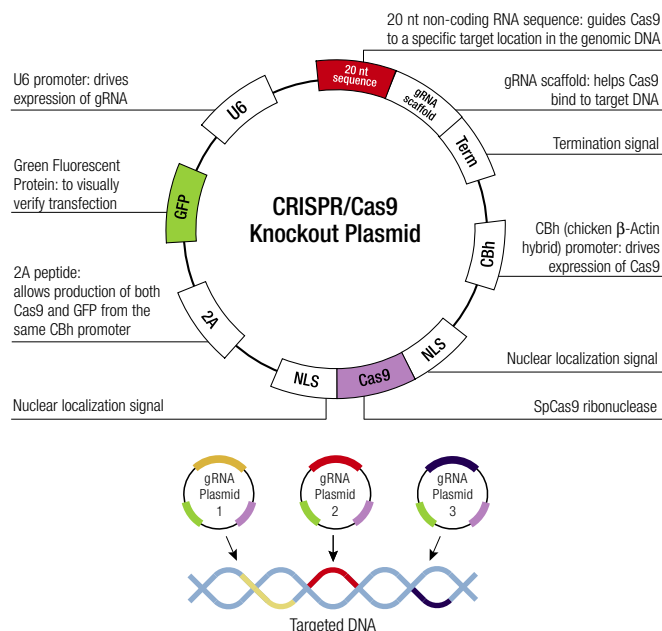 20 nt non-coding RNA sequence: guides Cas9
to a specific target location in the genomic DNA
U6 promoter: drives
expression of gRNA
20 nt
sequence
gRNA
scaffold
gRNA scaffold: helps Cas9
bind to target DNA
U6
Term
Termination signal
Green Fluorescent
Protein: to visually
verify transfection
GFP
CRISPR/Cas9
Knockout Plasmid
CBh
CBh (chicken β-Actin
hybrid) promoter: drives
expression of Cas9
2A peptide:
allows production of both
Cas9 and GFP from the
same CBh promoter
2A
NLS
Cas9
NLS
Nuclear localization signal
Nuclear localization signal
SpCas9 ribonuclease
gRNA
Plasmid
1
gRNA
Plasmid
2
gRNA
Plasmid
3
Targeted DNA